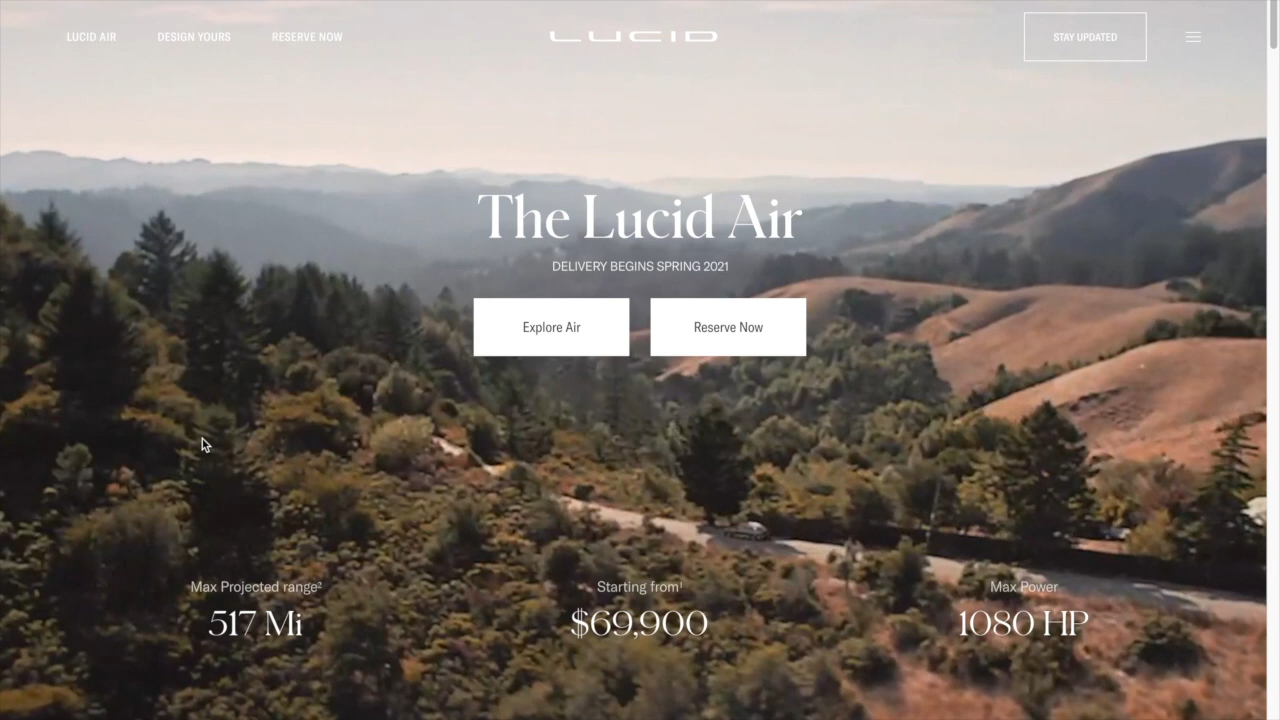 LUCID AIR DESIGN YOURS RESERVE NOW LUCID STAY UPDATED
The Lucid Air
DELIVERY BEGINS SPRING 2021
Explore Air Reserve Now
Max Projected range² Starting from¹ Max Power
517 Mi $69,900 1080 HP